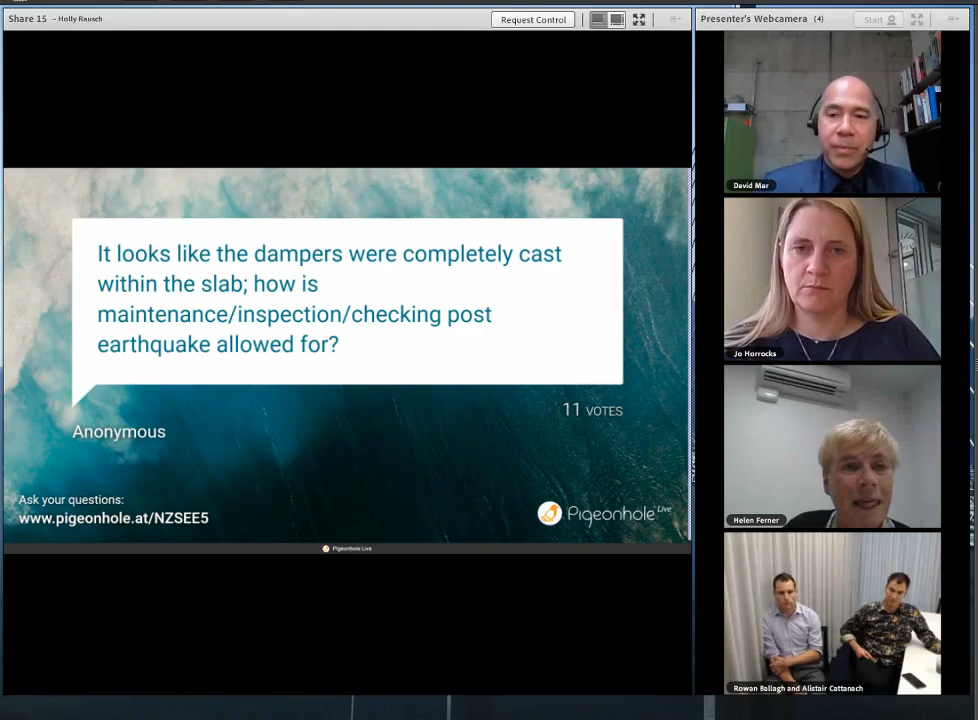 Share 15 - Holly Rausch
Request Control
Presenter's Webcamera (4)
Start
It looks like the dampers were completely cast
within the slab; how is
maintenance/inspection/checking post
earthquake allowed for?
11 VOTES
Anonymous
Ask your questions:
www.pigeonhole.at/NZSEE5
Pigeonhole Live
Pigeonhole Live
David Mar
Jo Horrocks
Helen Ferner
Rowan Ballagh and Alistair Cattanach